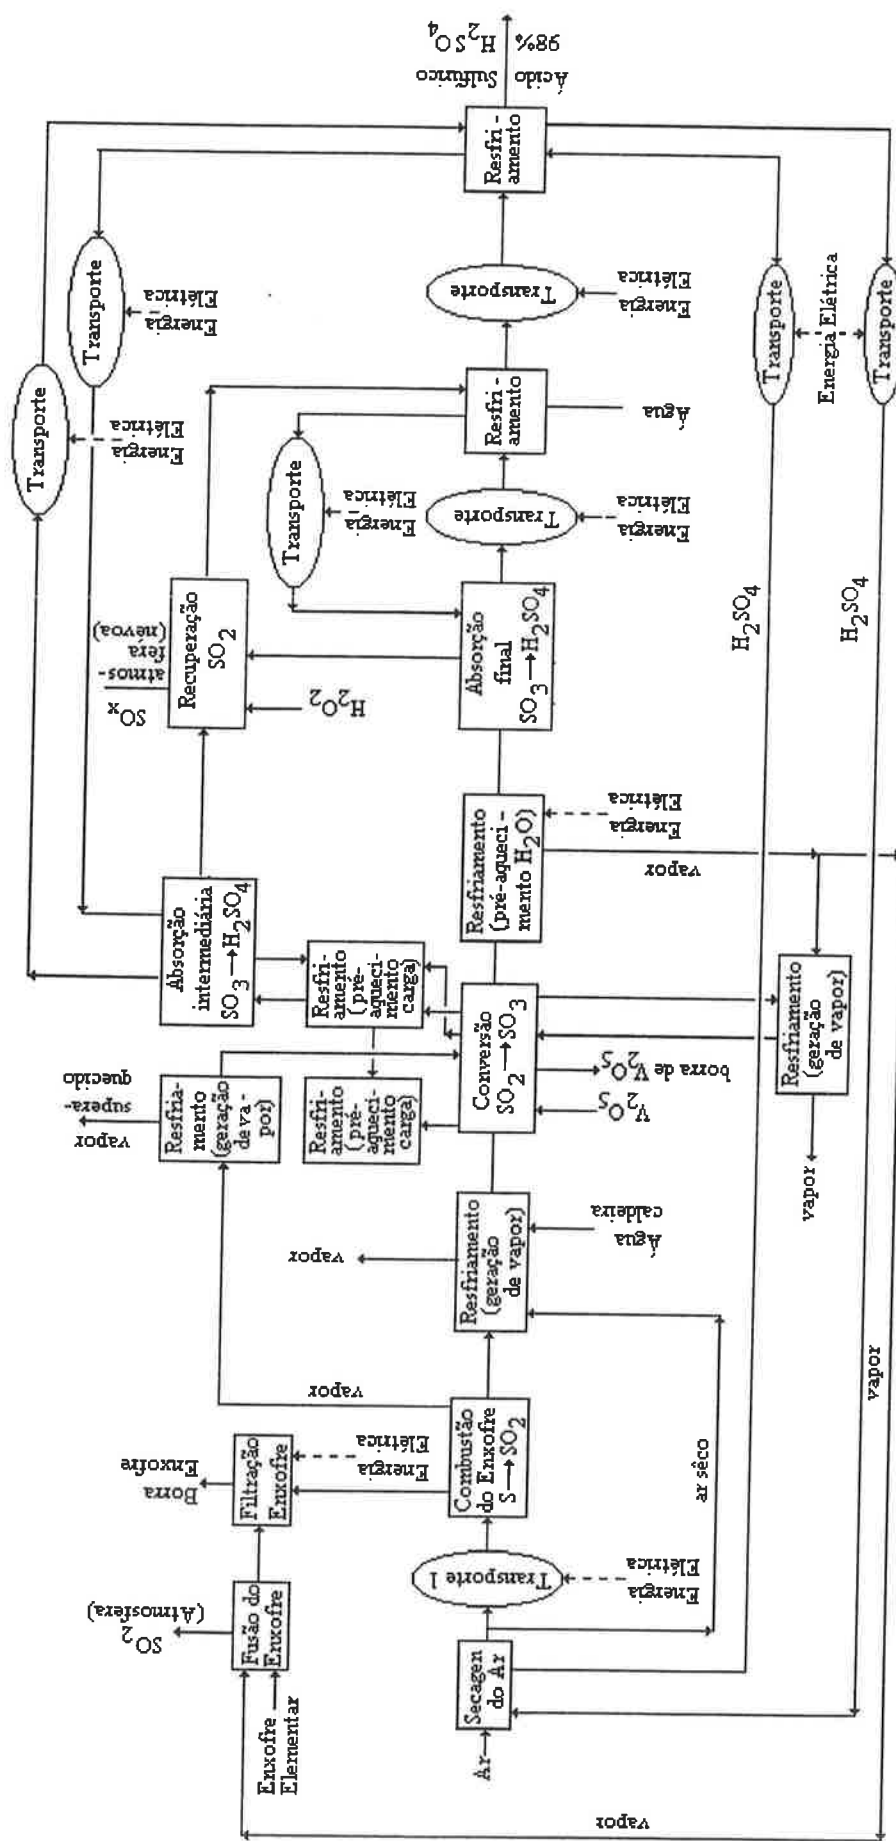 Transporte
Energia
Elétrica
Transporte
Energia
Elétrica
SO2
(Atmosfera)
Borra
Enxofre
vapor
supera-
quecido
SOx
atmos-
fera
(névoa)
Enxofre
Elementar
Fusão do
Enxofre
Filtração
Enxofre
Energia
Elétrica
vapor
Resfria-
mento
(geração
de va-
por)
Absorção
intermediária
SO3→H2SO4
Recuperação
SO2
H2O2
Transporte
Energia
Elétrica
Resfri-
amento
(pré-
aqueci-
mento
carga)
Resfri-
amento
(pré-
aqueci-
mento
carga)
vapor
Ar
Secagen
do Ar
Transporte 1
Energia
Elétrica
Combustão
do Enxofre
S→SO2
Resfriamento
(geração
de vapor)
Água
caldeira
Conversão
SO2→SO3
V2O5
borra de V2O5
Resfriamento
(pré-aqueci-
mento H2O)
Energia
Elétrica
vapor
Absorção
final
SO3→H2SO4
Transporte
Energia
Elétrica
Resfri-
amento
Água
Transporte
Energia
Elétrica
Resfri-
amento
Ácido
Sulfúrico
98% H2SO4
ar sêco
vapor
Resfriamento
(geração
de vapor)
H2SO4
Transporte
Energia Elétrica
H2SO4
Transporte
vapor
vapor